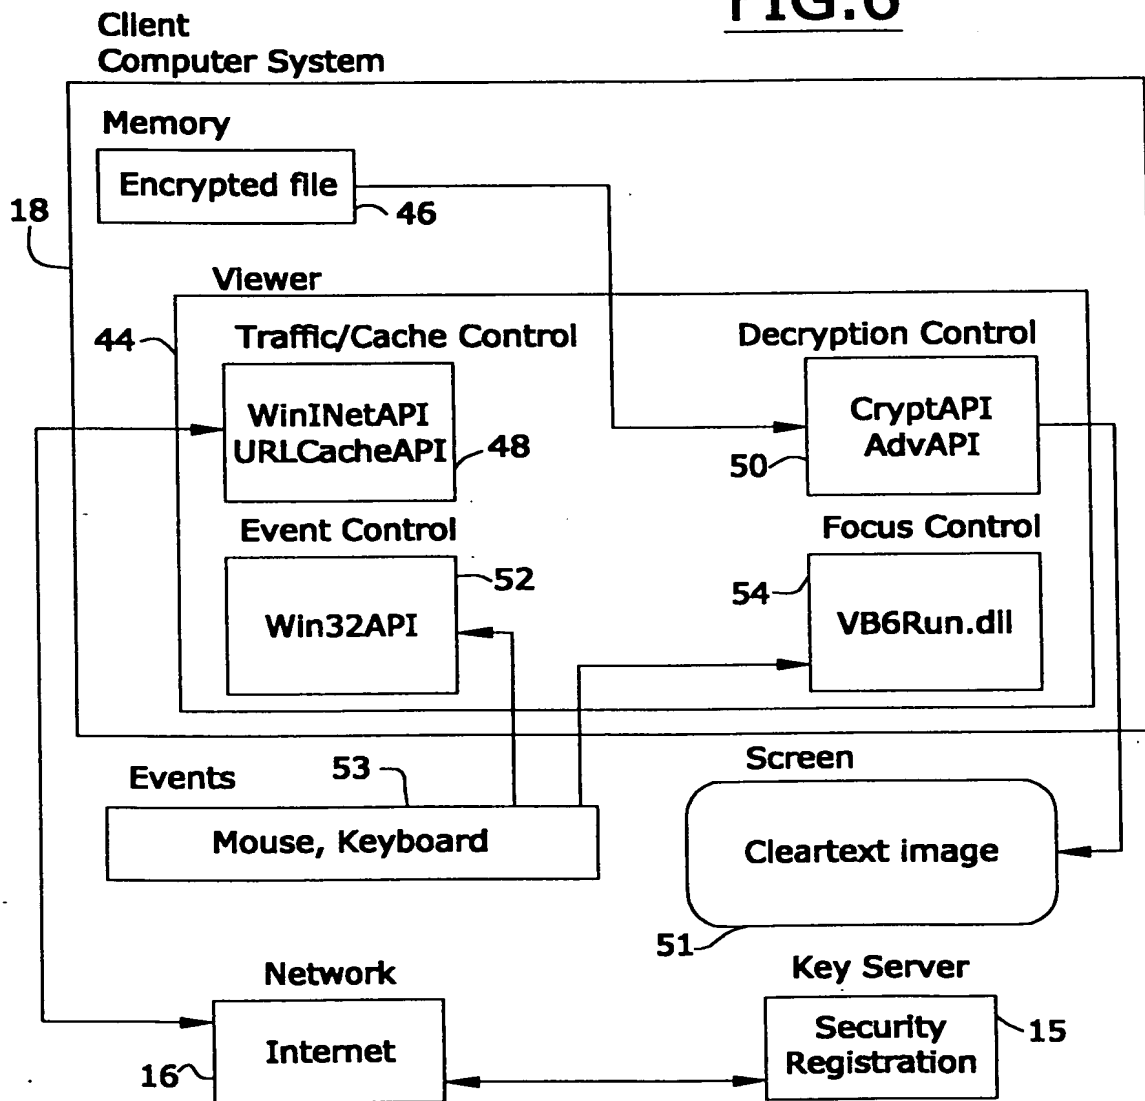 FIG.6
Client
Computer System
Memory
Encrypted file
46
18
Viewer
44
Traffic/Cache Control
WinINetAPI
URLCacheAPI
48
Decryption Control
CryptAPI
AdvAPI
50
Event Control
Win32API
52
Focus Control
54
VB6Run.dll
Events
53
Mouse, Keyboard
Screen
Cleartext image
51
Network
Internet
16
Key Server
Security
Registration
15